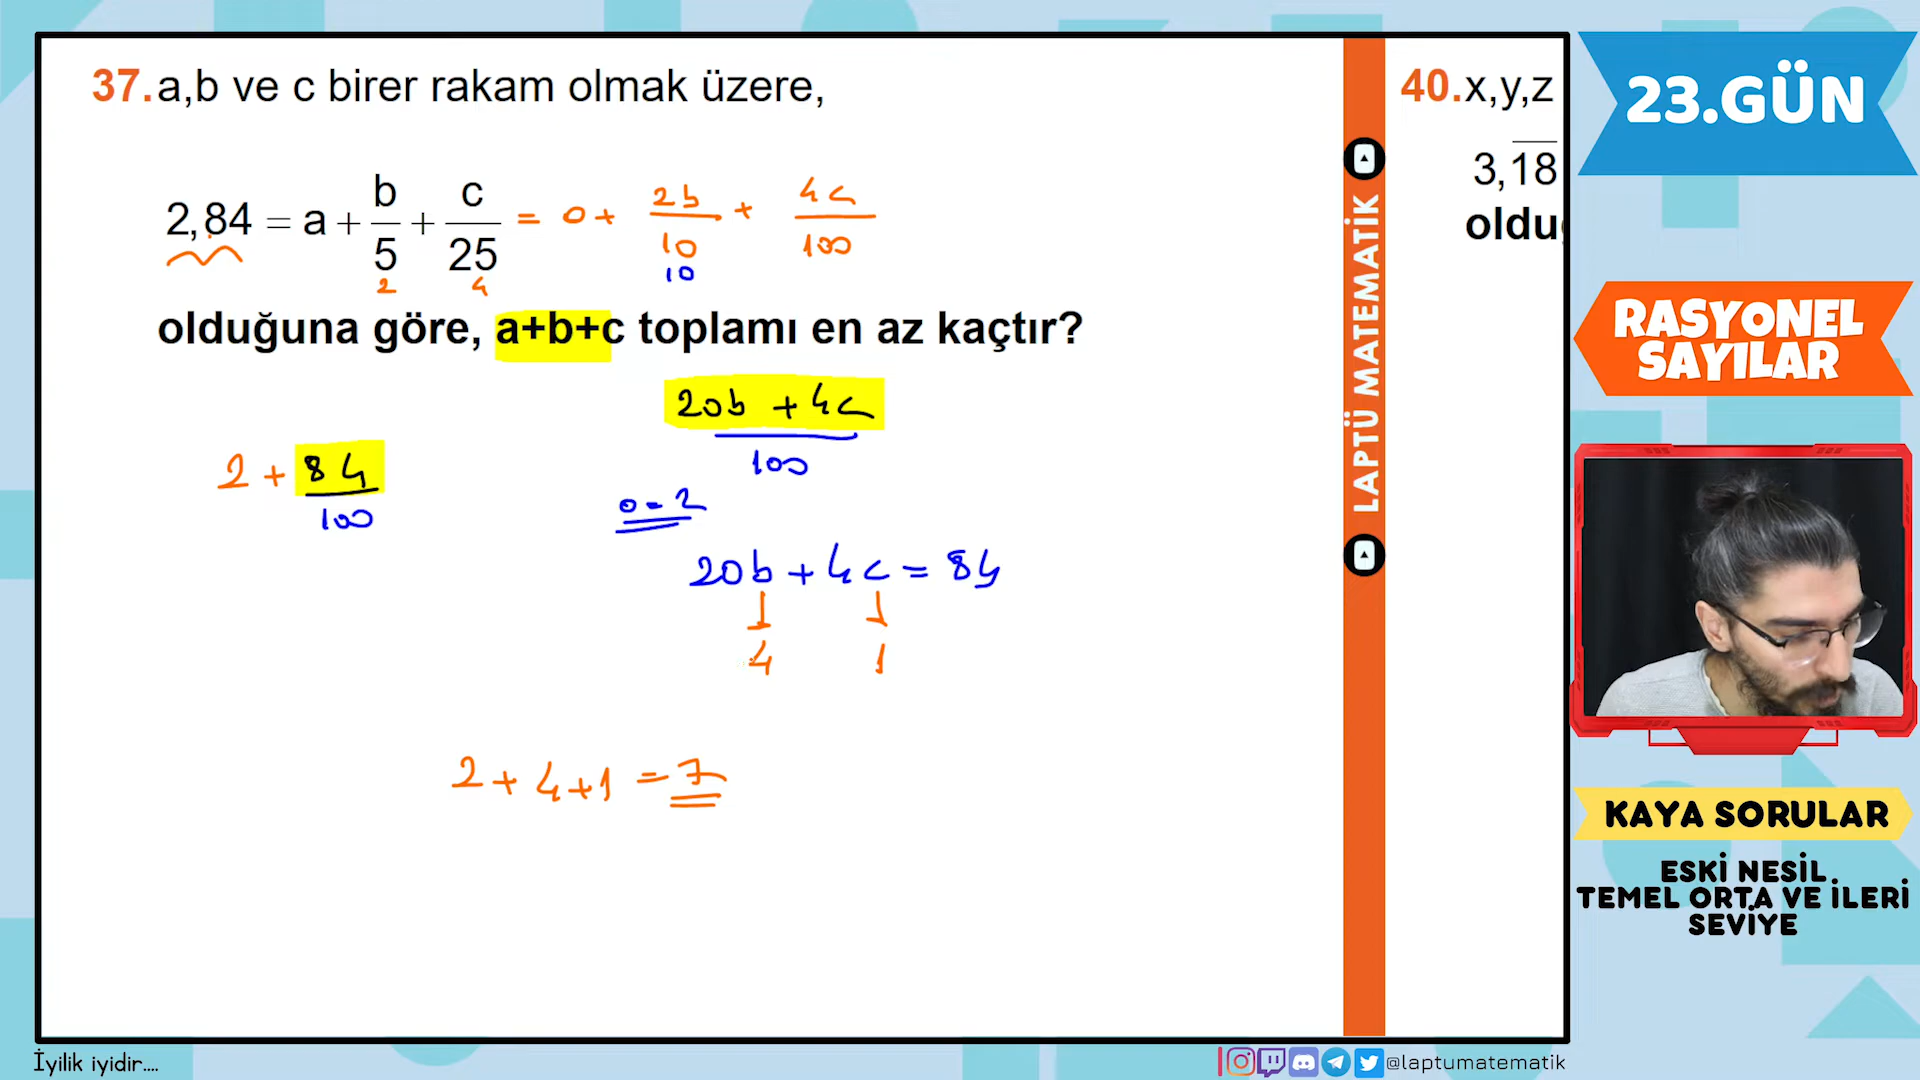 37. a,b ve c birer rakam olmak üzere,
2,84 = a + b/5 + c/25 = a + 2b/10 + 4c/100
2 4 10
olduğuna göre, a+b+c toplamı en az kaçtır?
20b + 4c
100
2 + 84/100
a = 2
20b + 4c = 84
4 1
2 + 4 + 1 = 7
LAPTÜ MATEMATİK
40. x,y,z
3,18
oldu
23.GÜN
RASYONEL
SAYILAR
KAYA SORULAR
ESKİ NESİL
TEMEL ORTA VE İLERİ
SEVİYE
İyilik iyidir....
@laptumatematik